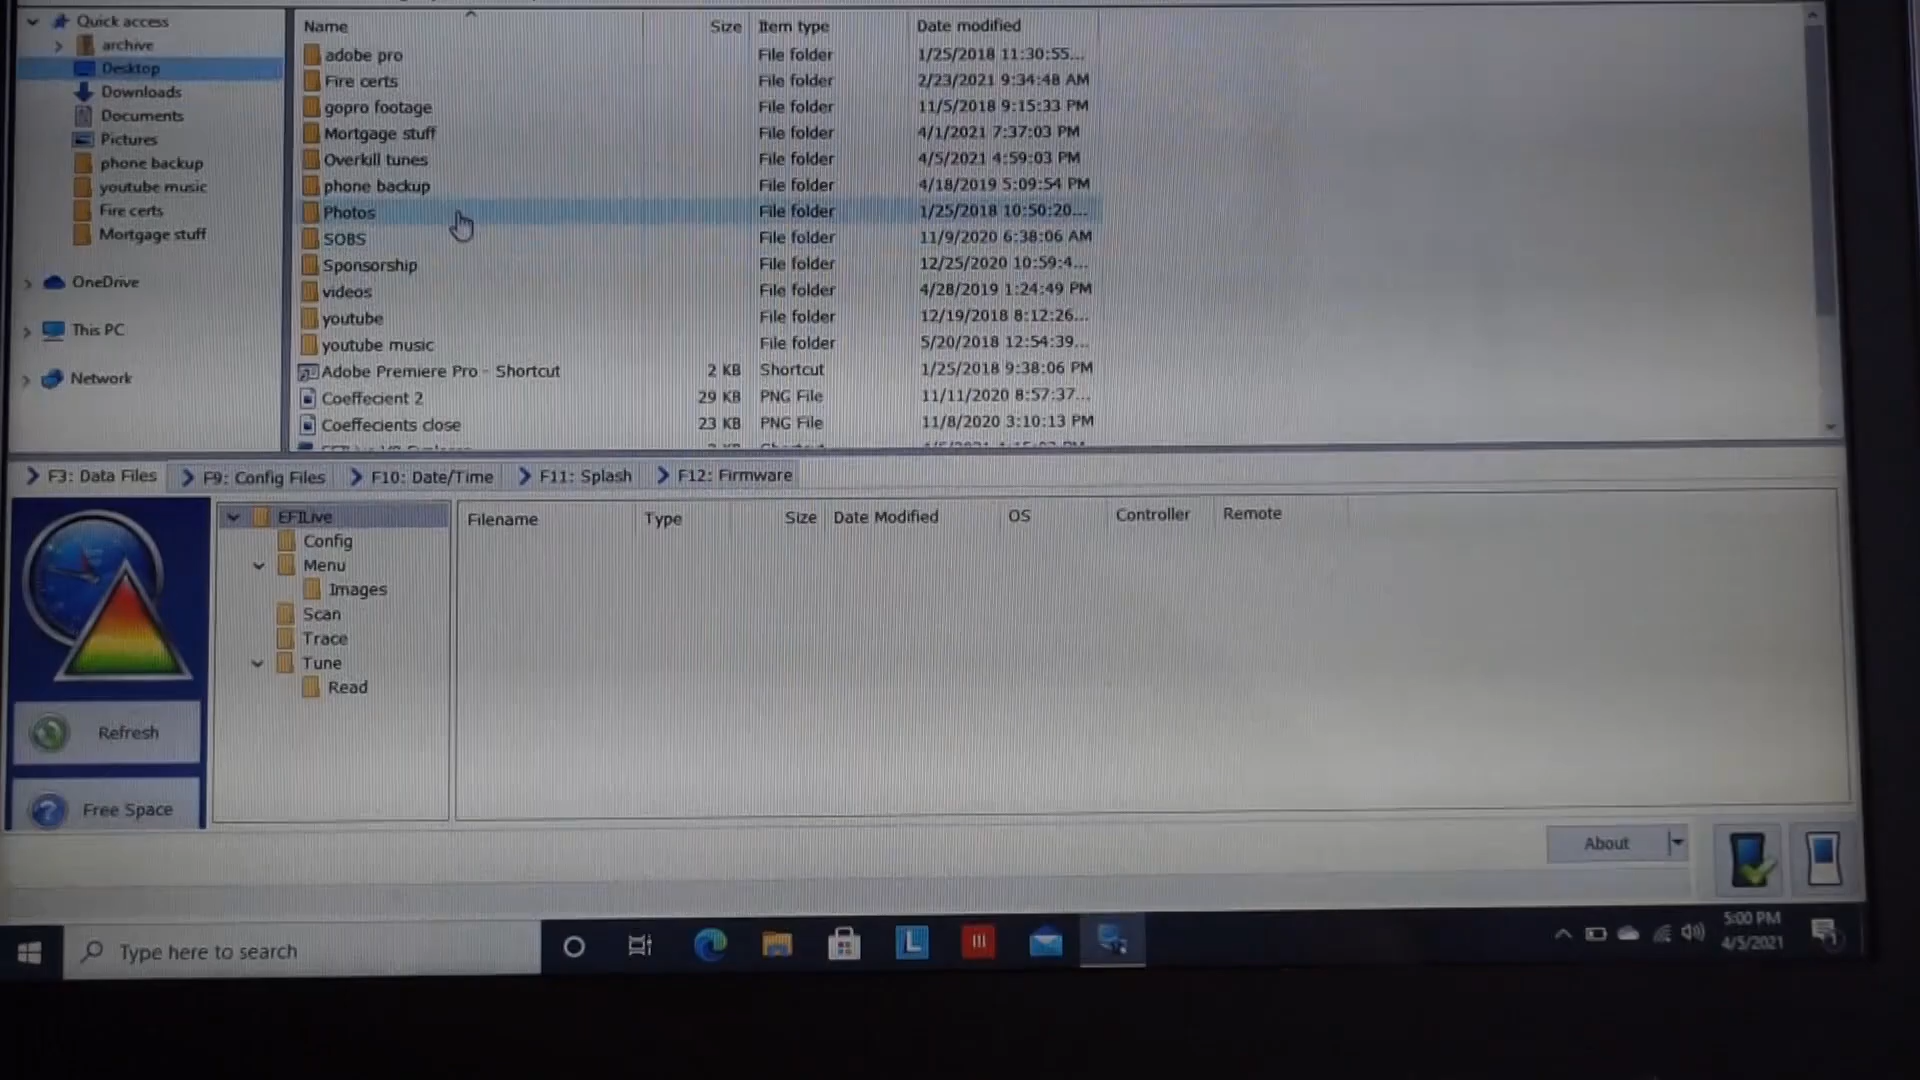 Quick access
archive
Desktop
Downloads
Documents
Pictures
phone backup
youtube music
Fire certs
Mortgage stuff
OneDrive
This PC
Network
Name Size Item type Date modified
adobe pro File folder 1/25/2018 11:30:55...
Fire certs File folder 2/23/2021 9:34:48 AM
gopro footage File folder 11/5/2018 9:15:33 PM
Mortgage stuff File folder 4/1/2021 7:37:03 PM
Overkill tunes File folder 4/5/2021 4:59:03 PM
phone backup File folder 4/18/2019 5:09:54 PM
Photos File folder 1/25/2018 10:50:20...
SOBS File folder 11/9/2020 6:38:06 AM
Sponsorship File folder 12/25/2020 10:59:4...
videos File folder 4/28/2019 1:24:49 PM
youtube File folder 12/19/2018 8:12:26...
youtube music File folder 5/20/2018 12:54:39...
Adobe Premiere Pro - Shortcut 2 KB Shortcut 1/25/2018 9:38:06 PM
Coeffecient 2 29 KB PNG File 11/11/2020 8:57:37...
Coeffecients close 23 KB PNG File 11/8/2020 3:10:13 PM
F3: Data Files F9: Config Files F10: Date/Time F11: Splash F12: Firmware
Refresh
Free Space
EFILive
Config
Menu
Images
Scan
Trace
Tune
Read
Filename Type Size Date Modified OS Controller Remote
About
Type here to search
L
5:00 PM
4/5/2021
1